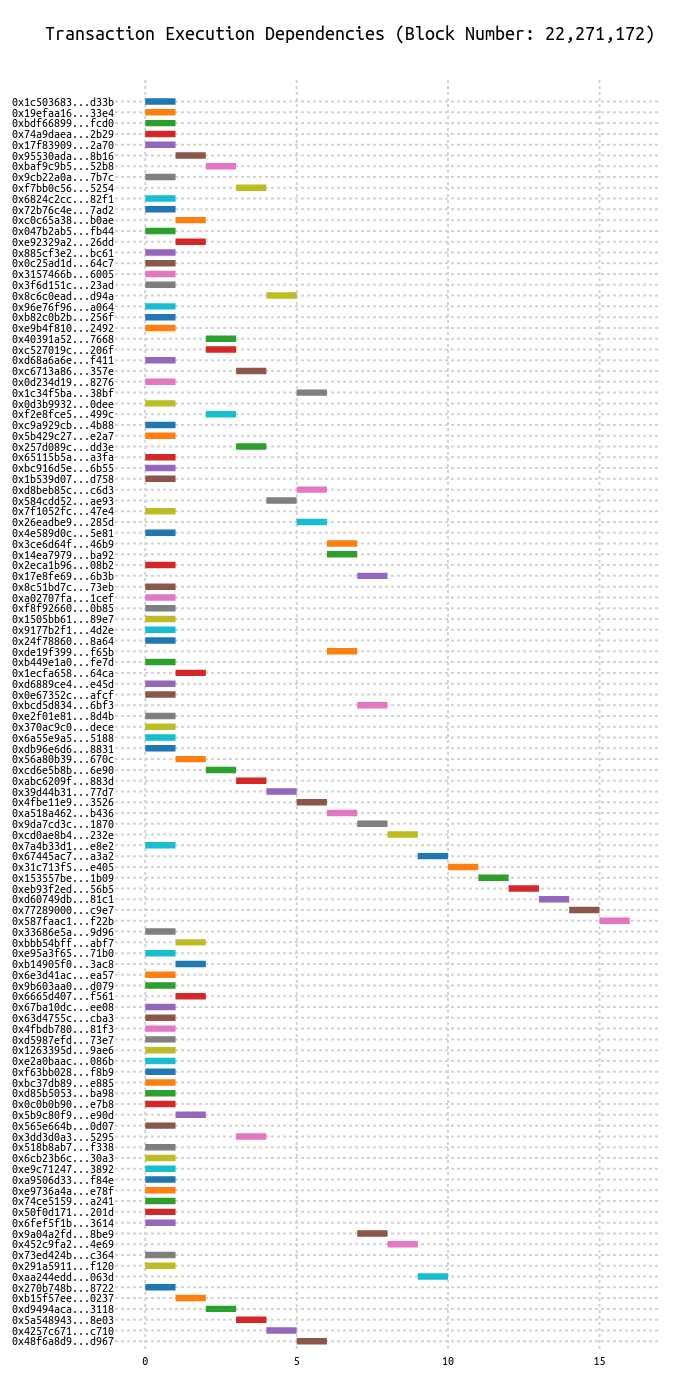 Transaction Execution Dependencies (Block Number: 22,271,172)
0x1c503683...d33b
0x19efaa16...33e4
0xbdf66899...fcd0
0x74a9daea...2b29
0x17f83909...2a70
0x95530ada...8b16
0xbaf9c9b5...52b8
0x9cb22a0a...7b7c
0xf7bb0c56...5254
0x6824c2cc...82f1
0x72b76c4e...7ad2
0xc0c65a38...b0ae
0x047b2ab5...fb44
0xe92329a2...26dd
0x885cf3e2...bc61
0x0c25ad1d...64c7
0x3157466b...6005
0x3f6d151c...23ad
0x8c6c0ead...d94a
0x96e76f96...a064
0xb82c0b2b...256f
0xe9b4f810...2492
0x40391a52...7668
0xc527019c...206f
0xd68a6a6e...f411
0xc6713a86...357e
0x0d234d19...8276
0x1c34f5ba...38bf
0x0d3b9932...0dee
0xf2e8fce5...499c
0xc9a929cb...4b88
0x5b429c27...e2a7
0x257d089c...dd3e
0x65115b5a...a3fa
0xbc916d5e...6b55
0x1b539d07...d758
0xd8beb85c...c6d3
0x584cdd52...ae93
0x7f1052fc...47e4
0x26eadbe9...285d
0x4e589d0c...5e81
0x3ce6d64f...46b9
0x14ea7979...ba92
0x2eca1b96...08b2
0x17e8fe69...6b3b
0x8c51bd7c...73eb
0xa02707fa...1cef
0xf8f92660...0b85
0x1505bb61...89e7
0x9177b2f1...4d2e
0x24f78860...8a64
0xde19f399...f65b
0xb449e1a0...fe7d
0x1ecfa658...64ca
0xd6889ce4...e45d
0x0e67352c...afcf
0xbcd5d834...6bf3
0xe2f01e81...8d4b
0x370ac9c0...dece
0x6a55e9a5...5188
0xdb96e6d6...8831
0x56a80b39...670c
0xcd6e5b8b...6e90
0xabc6209f...883d
0x39d44b31...77d7
0x4fbe11e9...3526
0xa518a462...b436
0x9da7cd3c...1870
0xcd0ae8b4...232e
0x7a4b33d1...e8e2
0x67445ac7...a3a2
0x31c713f5...e405
0x153557be...1b09
0xeb93f2ed...56b5
0xd60749db...81c1
0x77289000...c9e7
0x587faac1...f22b
0x33686e5a...9d96
0xbbb54bff...abf7
0xe95a3f65...71b0
0xb14905f0...3ac8
0x6e3d41ac...ea57
0x9b603aa0...d079
0x6665d407...f561
0x67ba10dc...ee08
0x63d4755c...cba3
0x4fbdb780...81f3
0xd5987efd...73e7
0x1263395d...9ae6
0xe2a0baac...086b
0xf63bb028...f8b9
0xbc37db89...e885
0xd85b5053...ba98
0x0c0b0b90...e7b8
0x5b9c80f9...e90d
0x565e664b...0d07
0x3dd3d0a3...5295
0x518b8ab7...f338
0x6cb23b6c...30a3
0xe9c71247...3892
0xa9506d33...f84e
0xe9736a4a...e78f
0x74ce5159...a241
0x50f0d171...201d
0x6fef5f1b...3614
0x9a04a2fd...8be9
0x452c9fa2...4e69
0x73ed424b...c364
0x291a5911...f120
0xaa244edd...063d
0x270b748b...8722
0xb15f57ee...0237
0xd9494aca...3118
0x5a548943...8e03
0x4257c671...c710
0x48f6a8d9...d967
0 5 10 15